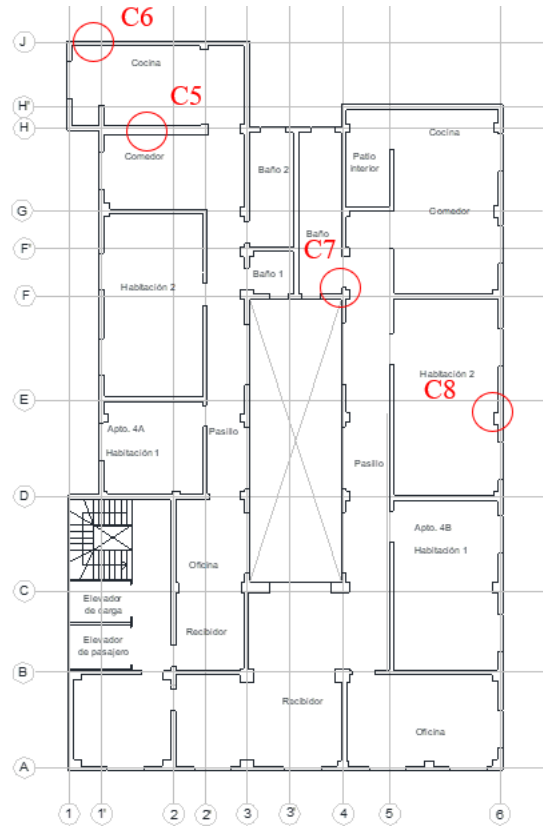 C6
J
Cocina
C5
H'
H
Cocina
Comedor
Baño 2
Patio
Interior
G
Comedor
Baño
F'
C7
Baño 1
Habitación 2
F
Habitación 2
C8
E
Apto. 4A
Pasillo
Habitación 1
Pasillo
D
Apto. 4B
Habitación 1
Oficina
C
Elevador
de carga
Recibidor
Elevador
de pasajero
B
Recibidor
Oficina
A
1 1' 2 2' 3 3' 4 5 6